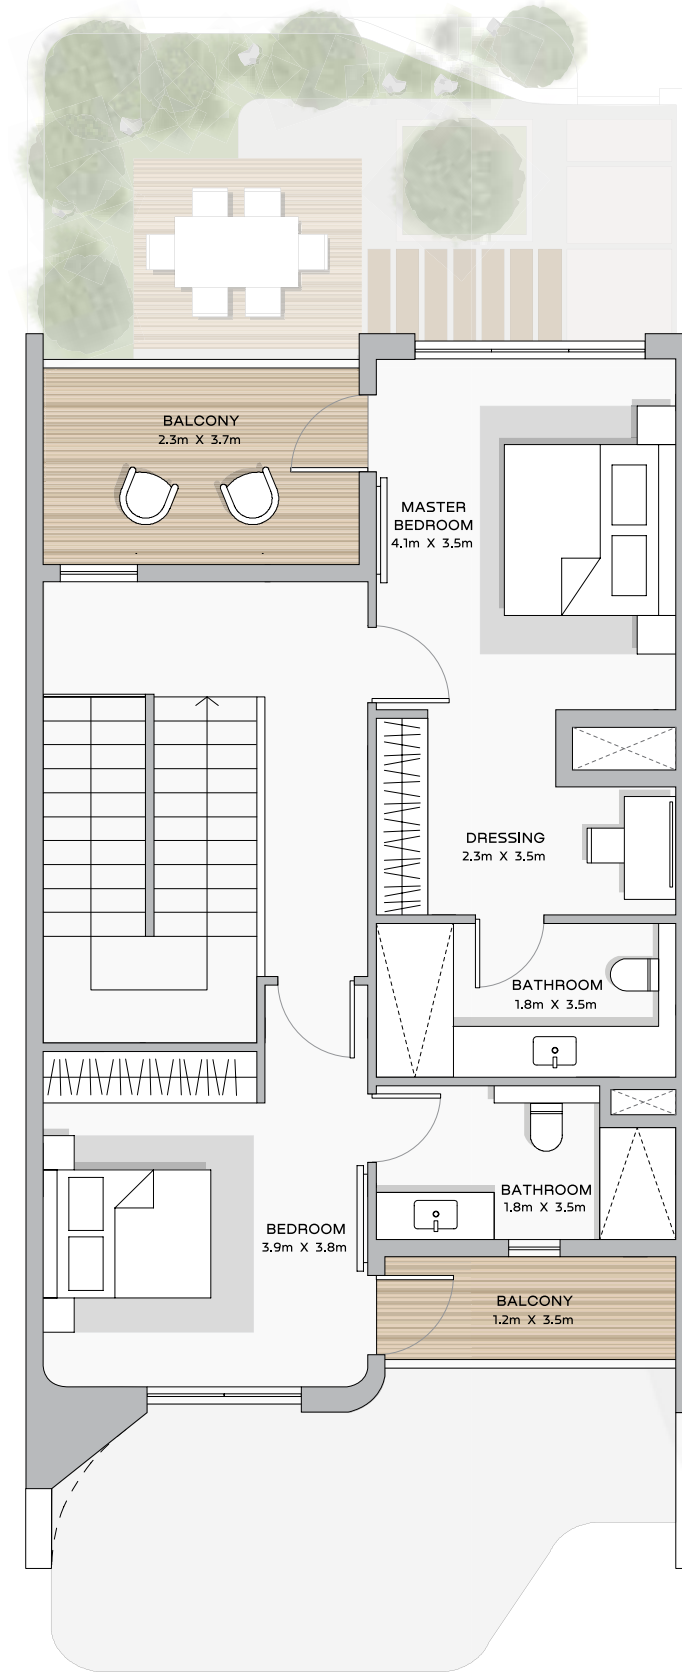 BALCONY
2.3m X 3.7m
MASTER
BEDROOM
4.1m X 3.5m
DRESSING
2.3m X 3.5m
BATHROOM
1.8m X 3.5m
BATHROOM
1.8m X 3.5m
BEDROOM
3.9m X 3.8m
BALCONY
1.2m X 3.5m